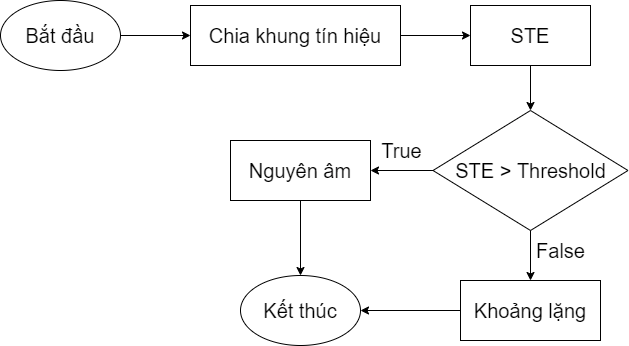 Bắt đầu
Chia khung tín hiệu
STE
STE > Threshold
True
Nguyên âm
False
Khoảng lặng
Kết thúc